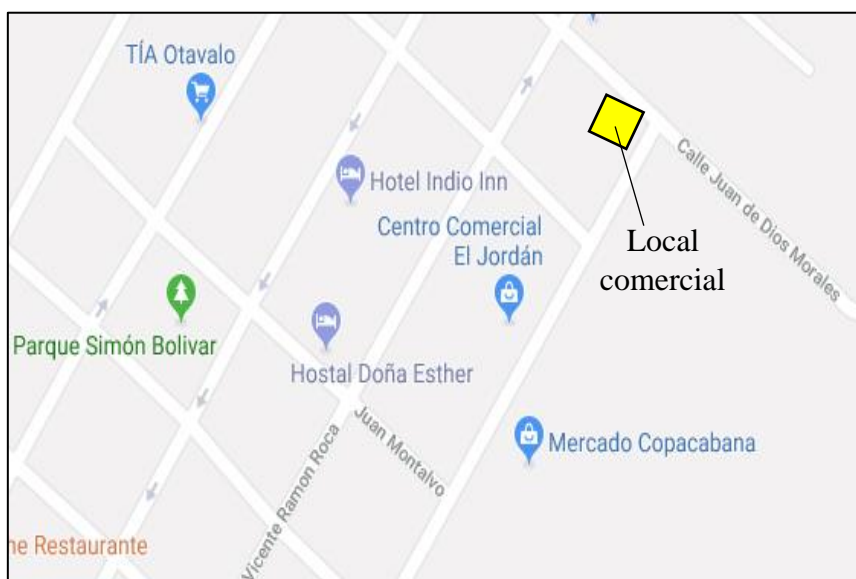 TÍA Otavalo
Hotel Indio Inn
Calle Juan de Dios Morales
Centro Comercial
El Jordán
Local
comercial
Parque Simón Bolivar
Hostal Doña Esther
Juan Montalvo
Mercado Copacabana
Vicente Ramon Roca
ne Restaurante